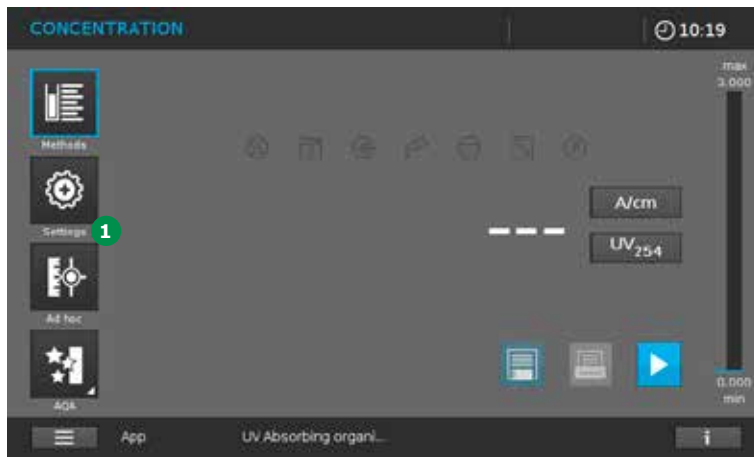 CONCENTRATION
10:19
max
3.000
Methods
Settings
1
A/cm
UV254
Ad hoc
AQA
0.000
min
App
UV Absorbing organi...
i